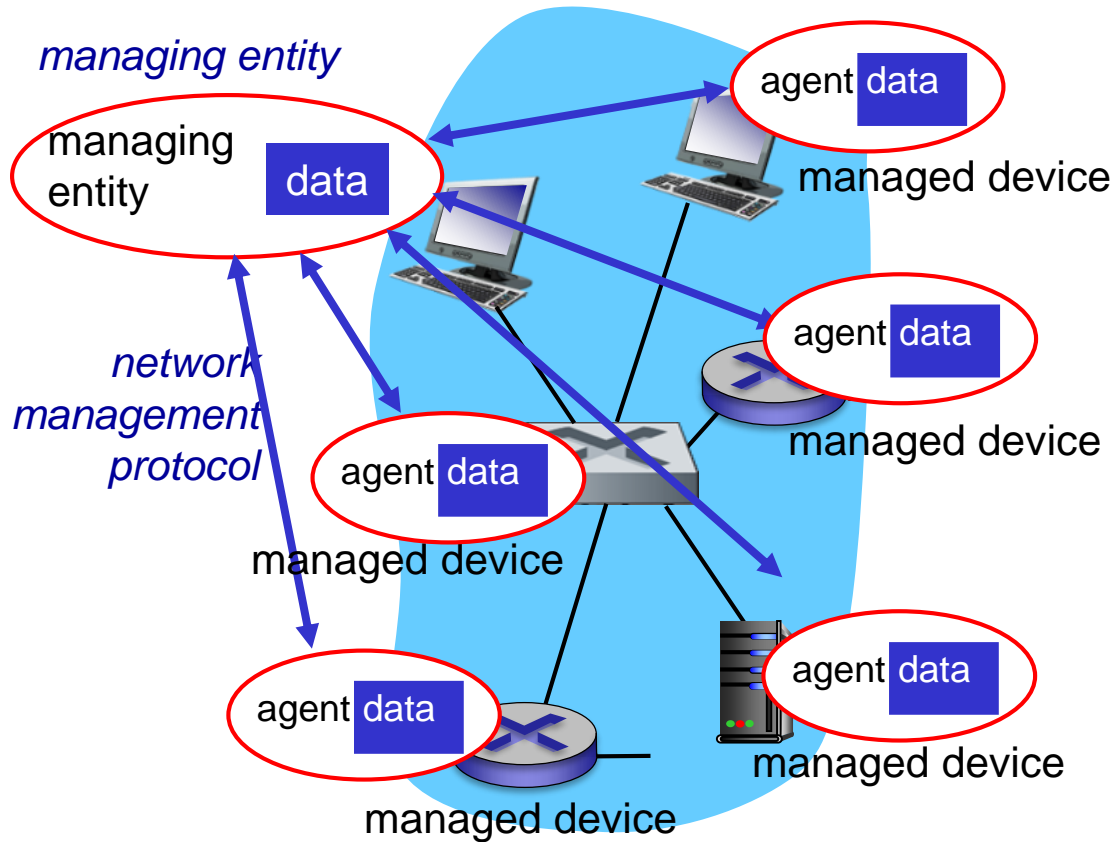 managing entity
agent data
managed device
managing
entity
data
agent data
managed device
network
management
protocol
agent data
managed device
agent data
managed device
agent data
managed device